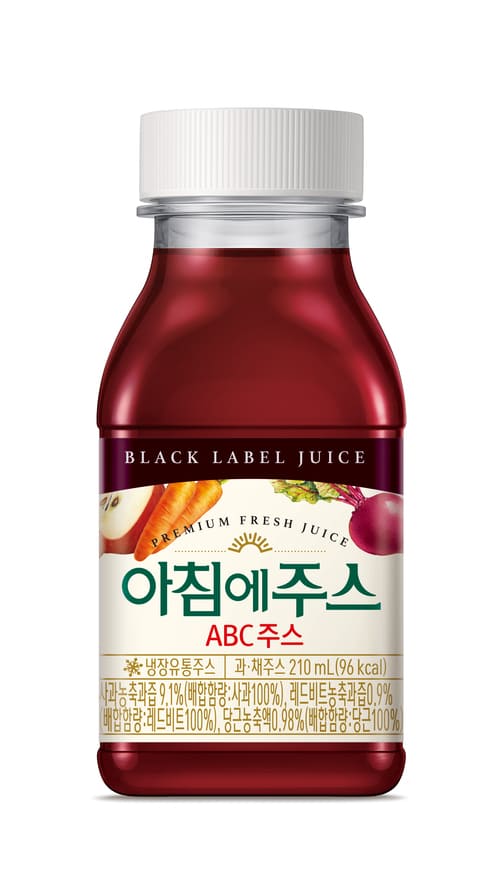 BLACK LABEL JUICE
PREMIUM FRESH JUICE
아침에주스
ABC 주스
냉장유통주스 과·채주스 210 mL(96 kcal)
사과농축과즙 9.1%(배합함량:사과100%), 레드비트농축과즙0.9%
(배합함량:레드비트100%), 당근농축액0.98%(배합함량:당근100%)